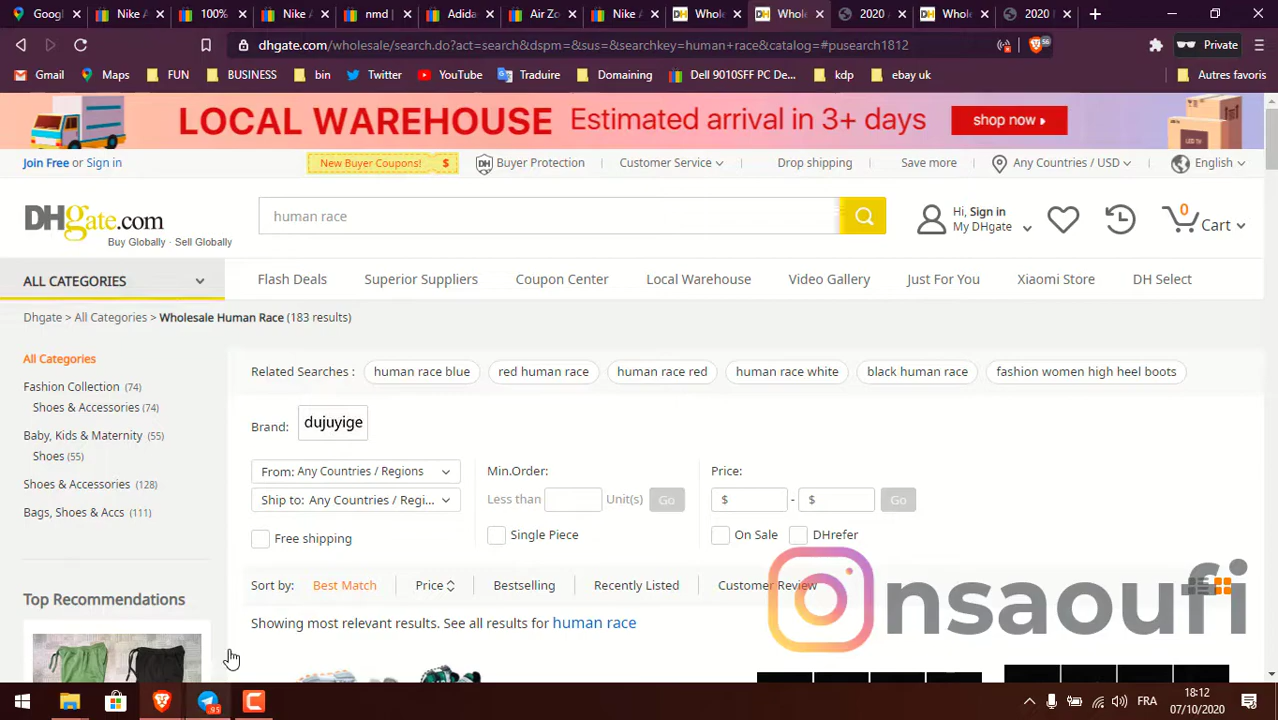 Googl × Nike A × 100% × Nike A × nmd | × Adida × Air Zo × Nike A × Whole × Whole × 2020 × Whole × 2020 × +
dhgate.com/wholesale/search.do?act=search&dspm=&sus=&searchkey=human+race&catalog=#pusearch1812 56 Private
Gmail Maps FUN BUSINESS bin Twitter YouTube Traduire Domaining Dell 9010SFF PC De... kdp ebay uk Autres favoris
LOCAL WAREHOUSE Estimated arrival in 3+ days shop now
Join Free or Sign in New Buyer Coupons! $ Buyer Protection Customer Service Drop shipping Save more Any Countries / USD English
DHgate.com human race Hi, Sign in 0
My DHgate Cart
Buy Globally · Sell Globally
ALL CATEGORIES Flash Deals Superior Suppliers Coupon Center Local Warehouse Video Gallery Just For You Xiaomi Store DH Select
Dhgate > All Categories > Wholesale Human Race (183 results)
All Categories
Related Searches : human race blue red human race human race red human race white black human race fashion women high heel boots
Fashion Collection (74)
Shoes & Accessories (74)
Brand: dujuyige
Baby, Kids & Maternity (55)
Shoes (55)
From: Any Countries / Regions Min.Order: Price:
Shoes & Accessories (128)
Ship to: Any Countries / Regi... Less than Unit(s) Go $ - $ Go
Bags, Shoes & Accs (111)
Free shipping Single Piece On Sale DHrefer
Sort by: Best Match Price Bestselling Recently Listed Customer Review
nsaoufi
Top Recommendations
Showing most relevant results. See all results for human race
95 FRA 18:12
07/10/2020